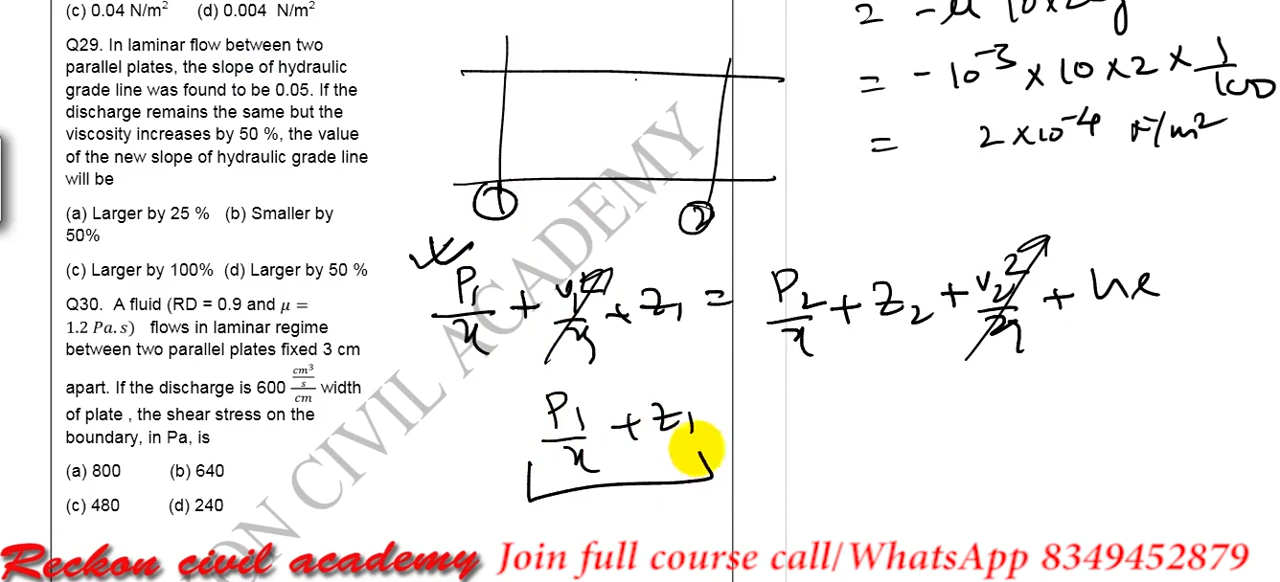 (c) 0.04 N/m² (d) 0.004 N/m²
Q29. In laminar flow between two
parallel plates, the slope of hydraulic
grade line was found to be 0.05. If the
discharge remains the same but the
viscosity increases by 50 %, the value
of the new slope of hydraulic grade line
will be
(a) Larger by 25 % (b) Smaller by
50%
(c) Larger by 100% (d) Larger by 50 %
Q30. A fluid (RD = 0.9 and μ =
1.2 Pa.s) flows in laminar regime
between two parallel plates fixed 3 cm
apart. If the discharge is 600 cm³/s/cm width
of plate , the shear stress on the
boundary, in Pa, is
(a) 800 (b) 640
(c) 480 (d) 240
= - 10⁻³ × 10 × 2 × 1/100
= 2 × 10⁻⁴ N/m²
1 2
P₁/x + Z₁ = P₂/x + Z₂ +
P₁/x + Z₁
CIVIL ACADEMY
Reckon civil academy Join full course call/WhatsApp 8349452879